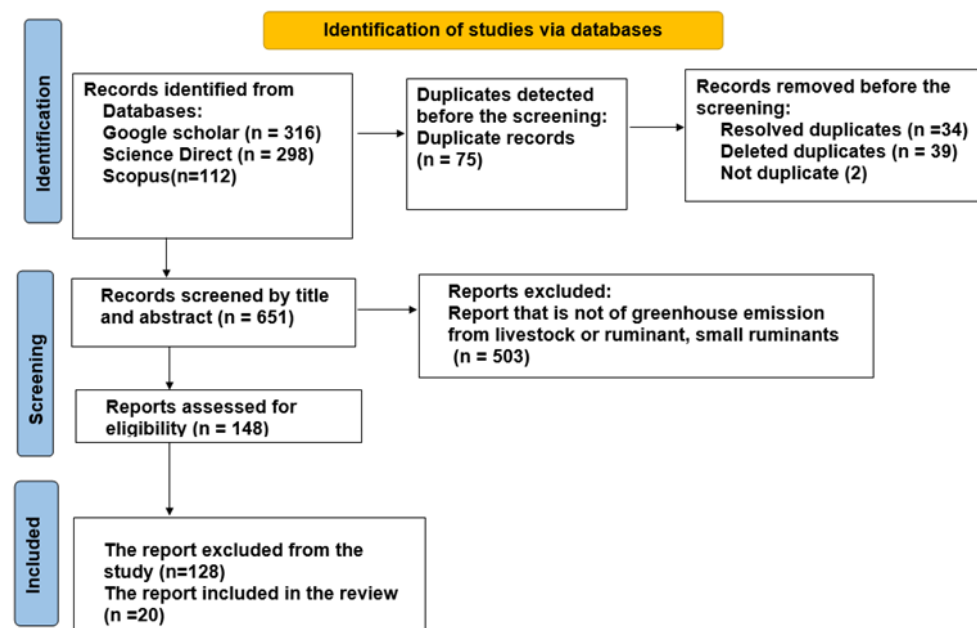 Identification of studies via databases
Identification
Records identified from
Databases:
Google scholar (n = 316)
Science Direct (n = 298)
Scopus(n=112)
Duplicates detected
before the screening:
Duplicate records
(n = 75)
Records removed before the
screening:
Resolved duplicates (n =34)
Deleted duplicates (n = 39)
Not duplicate (2)
Screening
Records screened by title
and abstract (n = 651)
Reports excluded:
Report that is not of greenhouse emission
from livestock or ruminant, small ruminants
(n = 503)
Reports assessed for
eligibility (n = 148)
Included
The report excluded from the
study (n=128)
The report included in the review
(n =20)